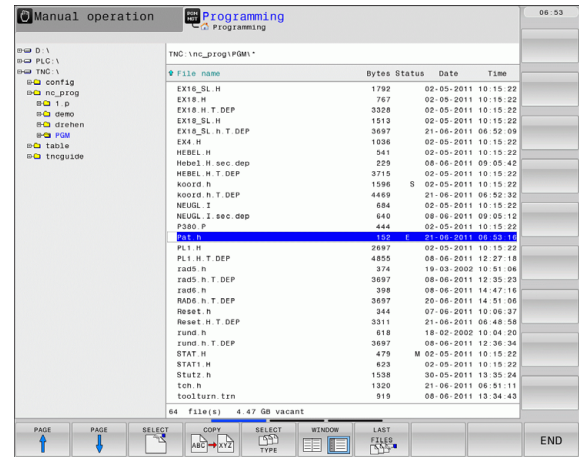 Manual operation
Programming
Programming
06:53
D:\
PLC:\
TNC:\
config
nc_prog
1.p
demo
drehen
PGM
table
tncguide
TNC:\nc_prog\PGM\*
File name Bytes Status Date Time
EX16_SL.H 1792 02-05-2011 10:15:22
EX18.H 767 02-05-2011 10:15:22
EX18.H.T.DEP 3328 02-05-2011 10:15:22
EX18_SL.H 1513 02-05-2011 10:15:22
EX18_SL.h.T.DEP 3697 21-06-2011 06:52:09
EX4.H 1036 02-05-2011 10:15:22
HEBEL.H 541 02-05-2011 10:15:22
Hebel.H.sec.dep 229 08-06-2011 09:05:42
HEBEL.H.T.DEP 3715 02-05-2011 10:15:22
koord.h 1596 S 02-05-2011 10:15:22
koord.h.T.DEP 4469 21-06-2011 06:52:32
NEUGL.I 684 02-05-2011 10:15:22
NEUGL.I.sec.dep 640 08-06-2011 09:05:12
P380.P 444 02-05-2011 10:15:22
Pat.h 152 E 21-06-2011 06:53:16
PL1.H 2697 02-05-2011 10:15:22
PL1.H.T.DEP 4855 08-06-2011 12:27:18
rad5.h 374 19-03-2002 10:51:06
rad5.h.T.DEP 3697 08-06-2011 12:35:23
rad6.h 398 08-06-2011 14:47:16
RAD6.h.T.DEP 3697 20-06-2011 14:51:06
Reset.h 344 07-06-2011 10:06:37
Reset.H.T.DEP 3311 21-06-2011 06:48:58
rund.h 618 18-02-2002 10:04:20
rund.h.T.DEP 3697 08-06-2011 12:36:34
STAT.H 479 M 02-05-2011 10:15:22
STAT1.H 623 02-05-2011 10:15:22
Stutz.h 1538 30-05-2011 13:35:24
tch.h 1320 21-06-2011 06:51:11
toolturn.trn 919 08-06-2011 13:34:43
64 file(s) 4.47 GB vacant
PAGE
PAGE
SELECT
COPY
ABC
XYZ
SELECT
TYPE
WINDOW
LAST
FILES
END